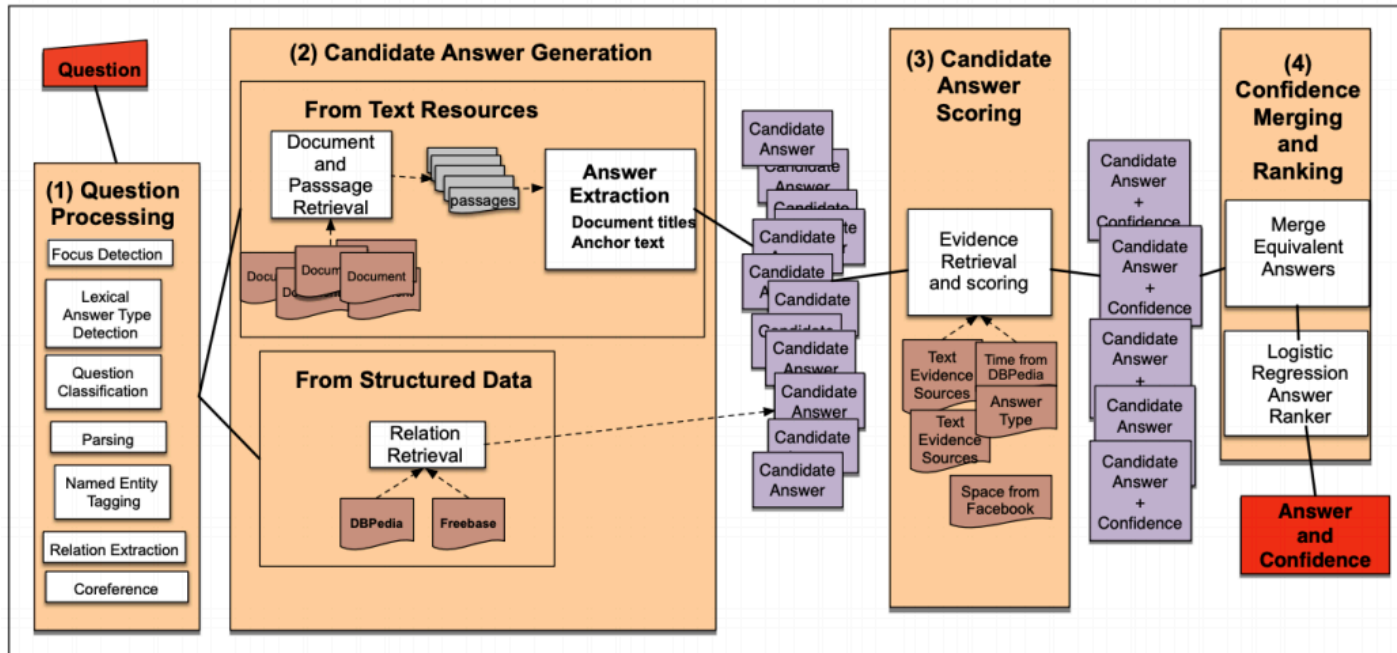 Question
(1) Question
Processing
Focus Detection
Lexical
Answer Type
Detection
Question
Classification
Parsing
Named Entity
Tagging
Relation Extraction
Coreference
(2) Candidate Answer Generation
From Text Resources
Document
and
Passsage
Retrieval
passages
Answer
Extraction
Document titles
Anchor text
Document
From Structured Data
Relation
Retrieval
DBPedia
Freebase
Candidate
Answer
Candidate
Answer
Candidate
Candidate
Candidate
Answer
Candidate
Candidate
Answer
(3) Candidate
Answer
Scoring
Evidence
Retrieval
and scoring
Text
Evidence
Sources
Time from
DBPedia
Answer
Type
Text
Evidence
Sources
Space from
Facebook
Candidate
Answer
+
Confidence
Candidate
Answer
+
Confidence
Candidate
Answer
+
Candidate
Answer
Candidate
Answer
+
Confidence
(4)
Confidence
Merging
and
Ranking
Merge
Equivalent
Answers
Logistic
Regression
Answer
Ranker
Answer
and
Confidence